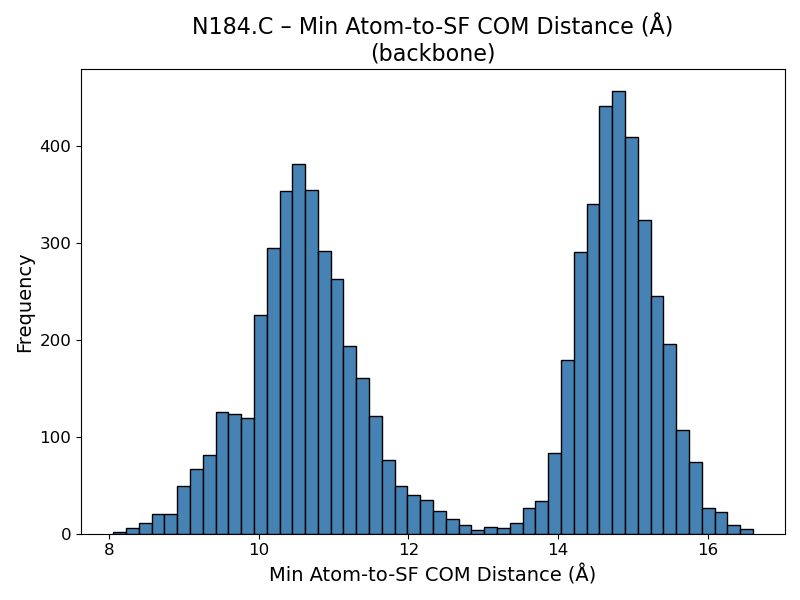 N184.C – Min Atom-to-SF COM Distance (Å)
(backbone)
Frequency
400
300
200
100
0
8
10
12
14
16
Min Atom-to-SF COM Distance (Å)